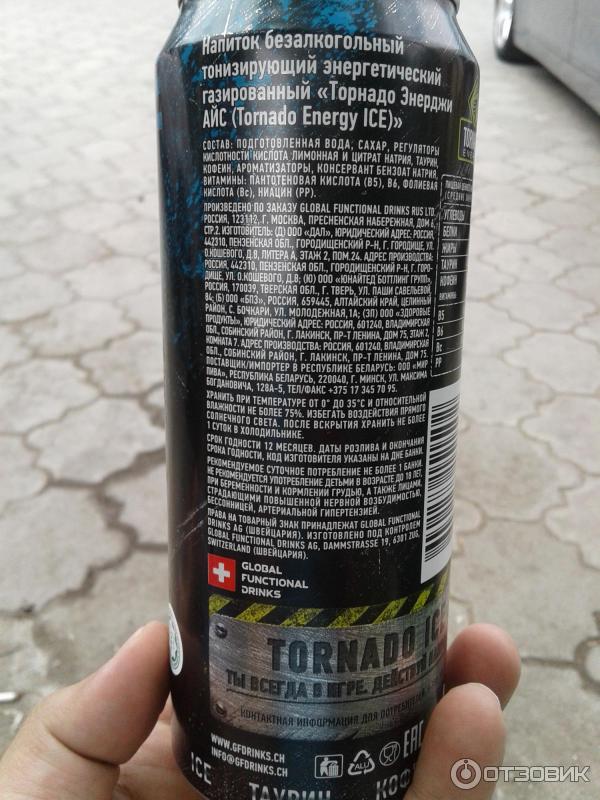 Напиток безалкогольный
тонизирующий энергетический
газированный «Торнадо Энерджи
АЙС (Tornado Energy ICE)»
СОСТАВ: ПОДГОТОВЛЕННАЯ ВОДА, САХАР, РЕГУЛЯТОРЫ
КИСЛОТНОСТИ КИСЛОТА ЛИМОННАЯ И ЦИТРАТ НАТРИЯ, ТАУРИН,
КОФЕИН, АРОМАТИЗАТОРЫ, КОНСЕРВАНТ БЕНЗОАТ НАТРИЯ,
ВИТАМИНЫ: ПАНТОТЕНОВАЯ КИСЛОТА (B5), B6, ФОЛИЕВАЯ
КИСЛОТА (Bc), НИАЦИН (PP).
ПРОИЗВЕДЕНО ПО ЗАКАЗУ GLOBAL FUNCTIONAL DRINKS RUS LTD.
РОССИЯ, 123112, Г. МОСКВА, ПРЕСНЕНСКАЯ НАБЕРЕЖНАЯ, ДОМ 6,
СТР.2. ИЗГОТОВИТЕЛЬ: (Д) ООО «ДАЛ», ЮРИДИЧЕСКИЙ АДРЕС: РОССИЯ,
442310, ПЕНЗЕНСКАЯ ОБЛ., ГОРОДИЩЕНСКИЙ Р-Н, Г. ГОРОДИЩЕ, УЛ.
О.КОШЕВОГО, Д.8, ЛИТЕРА А, ЭТАЖ 2, ПОМ.24. АДРЕС ПРОИЗВОДСТВА:
РОССИЯ, 442310, ПЕНЗЕНСКАЯ ОБЛ., ГОРОДИЩЕНСКИЙ Р-Н, Г. ГОРО-
ДИЩЕ, УЛ. О.КОШЕВОГО, Д.8; (Ю) ООО «ЮНАЙТЕД БОТТЛИНГ ГРУПП»,
РОССИЯ, 170039, ТВЕРСКАЯ ОБЛ., Г. ТВЕРЬ, УЛ. ПАШИ САВЕЛЬЕВОЙ,
84; (Б) ООО «БПЗ», РОССИЯ, 659445, АЛТАЙСКИЙ КРАЙ, ЦЕЛИННЫЙ
РАЙОН, С. БОЧКАРИ, УЛ. МОЛОДЕЖНАЯ, 1А; (ЗП) ООО «ЗДОРОВЫЕ
ПРОДУКТЫ», ЮРИДИЧЕСКИЙ АДРЕС: РОССИЯ, 601240, ВЛАДИМИРСКАЯ
ОБЛ., СОБИНСКИЙ РАЙОН, Г. ЛАКИНСК, ПР-Т ЛЕНИНА, ДОМ 75, ЭТАЖ 2,
КОМНАТА 7. АДРЕС ПРОИЗВОДСТВА: РОССИЯ, 601240, ВЛАДИМИРСКАЯ
ОБЛ., СОБИНСКИЙ РАЙОН, Г. ЛАКИНСК, ПР-Т ЛЕНИНА, ДОМ 75.
ПОСТАВЩИК/ИМПОРТЕР В РЕСПУБЛИКЕ БЕЛАРУСЬ: ООО «МИР
ПИВА», РЕСПУБЛИКА БЕЛАРУСЬ, 220040, Г. МИНСК, УЛ. МАКСИМА
БОГДАНОВИЧА, 128А-5, ТЕЛ/ФАКС +375 17 345 70 95.
ХРАНИТЬ ПРИ ТЕМПЕРАТУРЕ ОТ 0° ДО 35°С И ОТНОСИТЕЛЬНОЙ
ВЛАЖНОСТИ НЕ БОЛЕЕ 75%. ИЗБЕГАТЬ ВОЗДЕЙСТВИЯ ПРЯМОГО
СОЛНЕЧНОГО СВЕТА. ПОСЛЕ ВСКРЫТИЯ ХРАНИТЬ НЕ БОЛЕЕ
1 СУТОК В ХОЛОДИЛЬНИКЕ.
СРОК ГОДНОСТИ 12 МЕСЯЦЕВ. ДАТЫ РОЗЛИВА И ОКОНЧАНИЯ
СРОКА ГОДНОСТИ, КОД ИЗГОТОВИТЕЛЯ УКАЗАНЫ НА ДНЕ БАНКИ.
РЕКОМЕНДУЕМОЕ СУТОЧНОЕ ПОТРЕБЛЕНИЕ НЕ БОЛЕЕ 1 БАНКИ.
НЕ РЕКОМЕНДУЕТСЯ УПОТРЕБЛЕНИЕ ДЕТЬМИ В ВОЗРАСТЕ ДО 18 ЛЕТ,
ПРИ БЕРЕМЕННОСТИ И КОРМЛЕНИИ ГРУДЬЮ, А ТАКЖЕ ЛИЦАМИ,
СТРАДАЮЩИМИ ПОВЫШЕННОЙ НЕРВНОЙ ВОЗБУДИМОСТЬЮ,
БЕССОННИЦЕЙ, АРТЕРИАЛЬНОЙ ГИПЕРТЕНЗИЕЙ.
ПРАВА НА ТОВАРНЫЙ ЗНАК ПРИНАДЛЕЖАТ GLOBAL FUNCTIONAL
DRINKS AG (ШВЕЙЦАРИЯ). ИЗГОТОВЛЕНО ПОД КОНТРОЛЕМ
GLOBAL FUNCTIONAL DRINKS AG, DAMMSTRASSE 19, 6301 ZUG,
SWITZERLAND (ШВЕЙЦАРИЯ).
УГЛЕВОДЫ
БЕЛКИ
ЖИРЫ
ТАУРИН
КОФЕИН
ВИТАМИНЫ:
B5
B6
Bc
PP
GLOBAL
FUNCTIONAL
DRINKS
TORNADO ICE
ТЫ ВСЕГДА В ИГРЕ. ДЕЙСТВУЙ
КОНТАКТНАЯ ИНФОРМАЦИЯ ДЛЯ ПОТРЕБИТЕЛЕЙ
WWW.GFDRINKS.CH
INFO@GFDRINKS.CH
ALU
EAC
ICE ТАУРИН КОФ
ОТЗОВИК